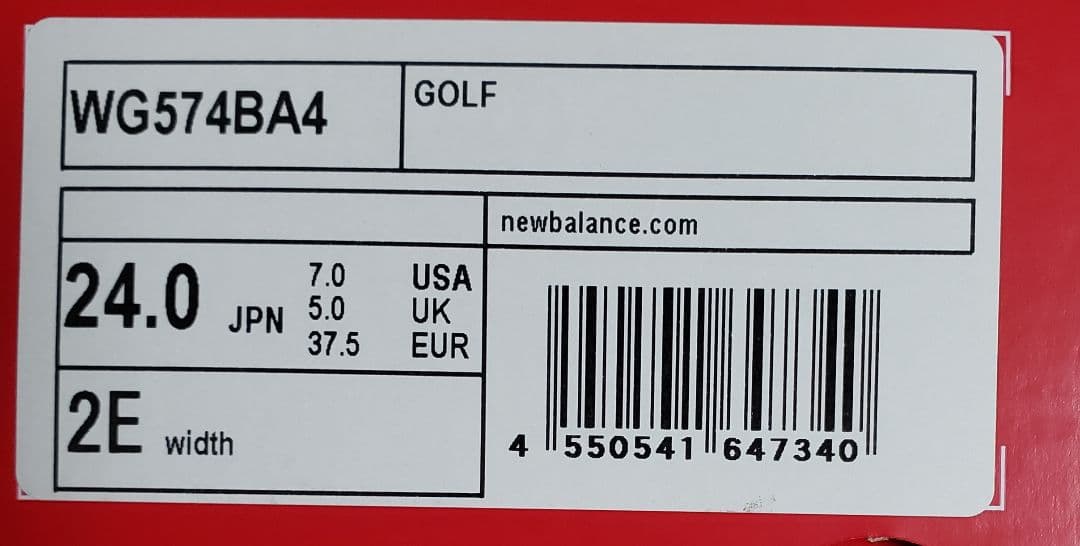 WG574BA4
GOLF
newbalance.com
24.0 JPN
7.0 USA
5.0 UK
37.5 EUR
2E width
4 550541 647340